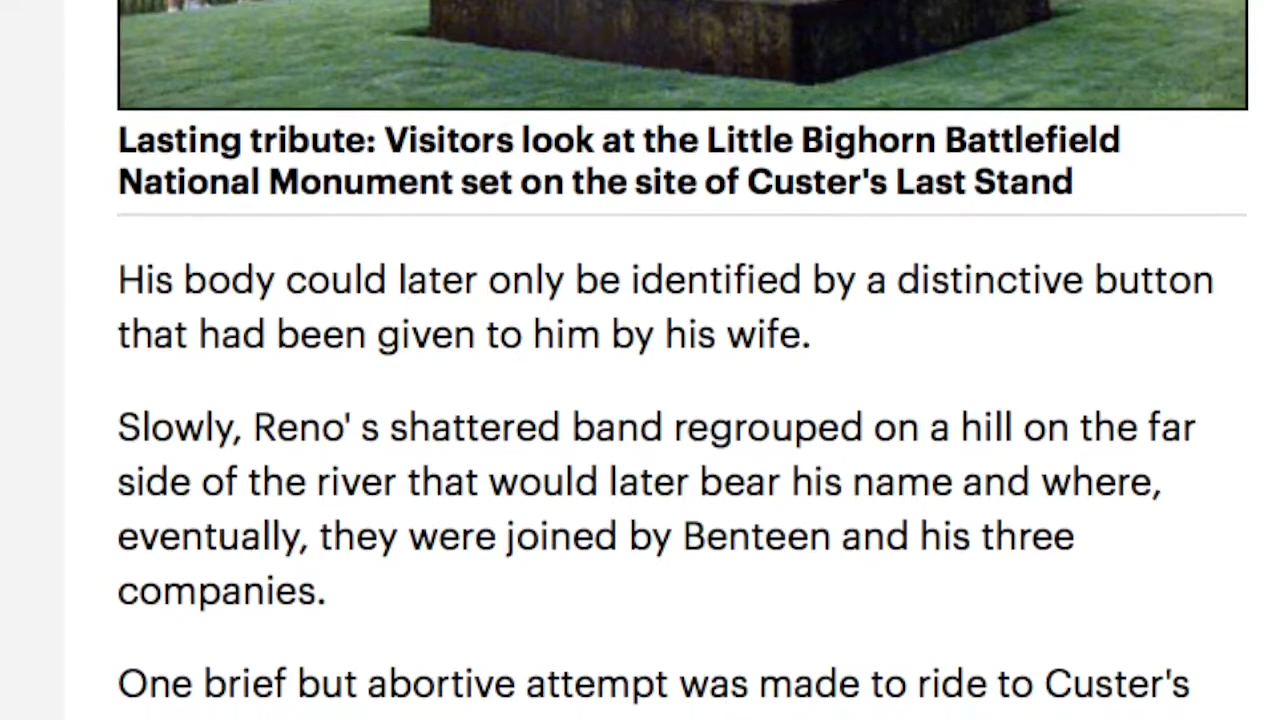 Lasting tribute: Visitors look at the Little Bighorn Battlefield
National Monument set on the site of Custer's Last Stand
His body could later only be identified by a distinctive button
that had been given to him by his wife.
Slowly, Reno' s shattered band regrouped on a hill on the far
side of the river that would later bear his name and where,
eventually, they were joined by Benteen and his three
companies.
One brief but abortive attempt was made to ride to Custer's